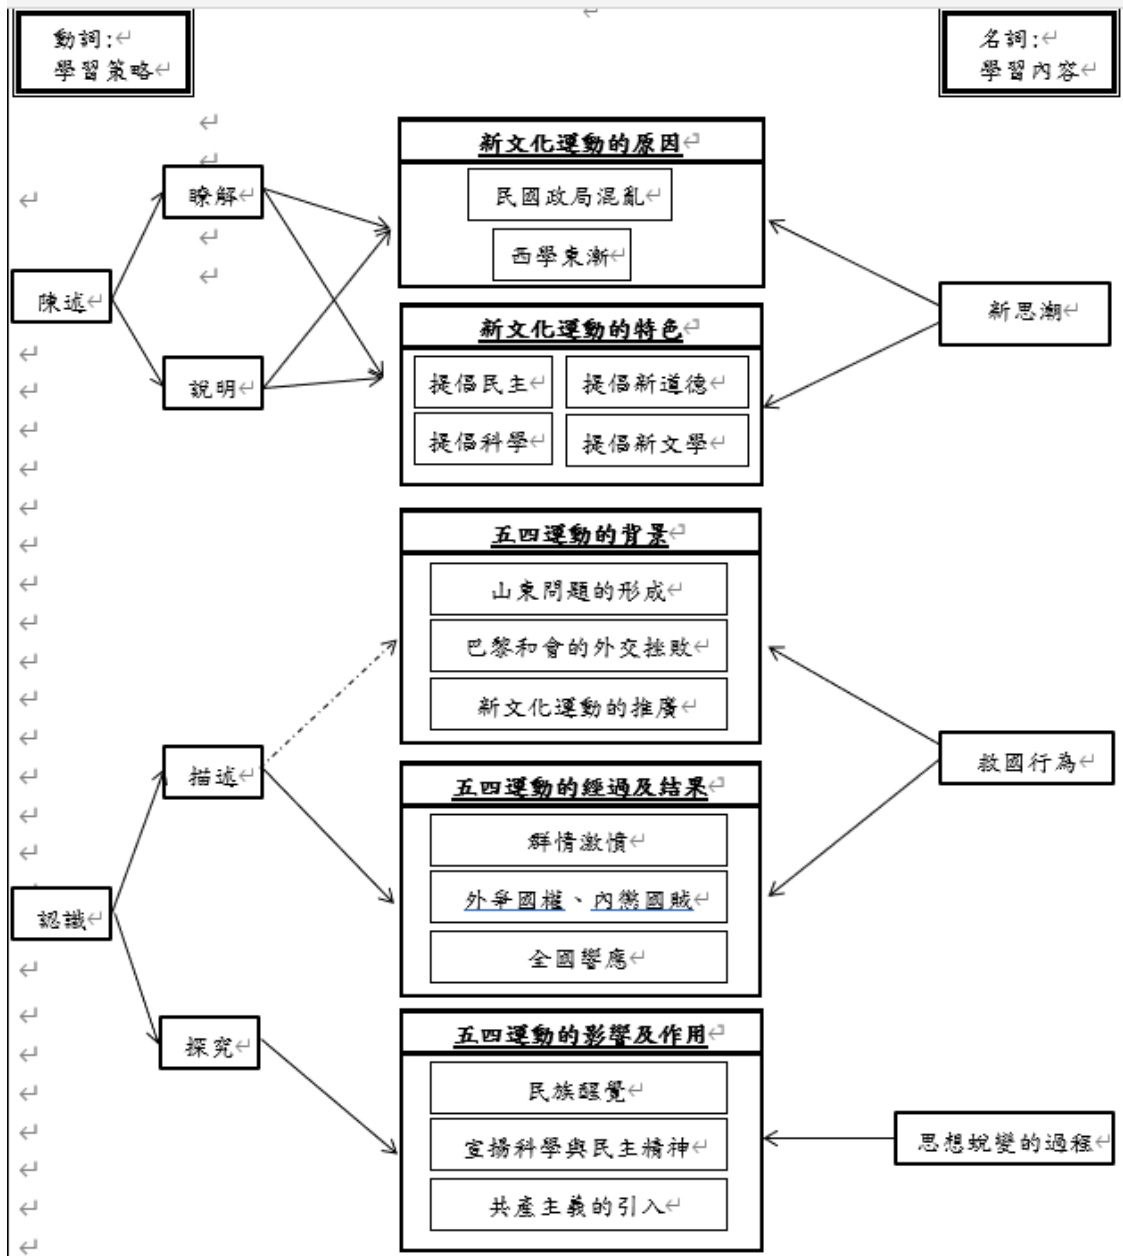 動詞:
學習策略
名詞:
學習內容
新文化運動的原因
民國政局混亂
西學東漸
瞭解
陳述
說明
新思潮
新文化運動的特色
提倡民主
提倡新道德
提倡科學
提倡新文學
五四運動的背景
山東問題的形成
巴黎和會的外交挫敗
新文化運動的推廣
描述
救國行為
五四運動的經過及結果
群情激憤
外爭國權、內懲國賊
全國響應
認識
探究
五四運動的影響及作用
民族醒覺
宣揚科學與民主精神
共產主義的引入
思想蛻變的過程